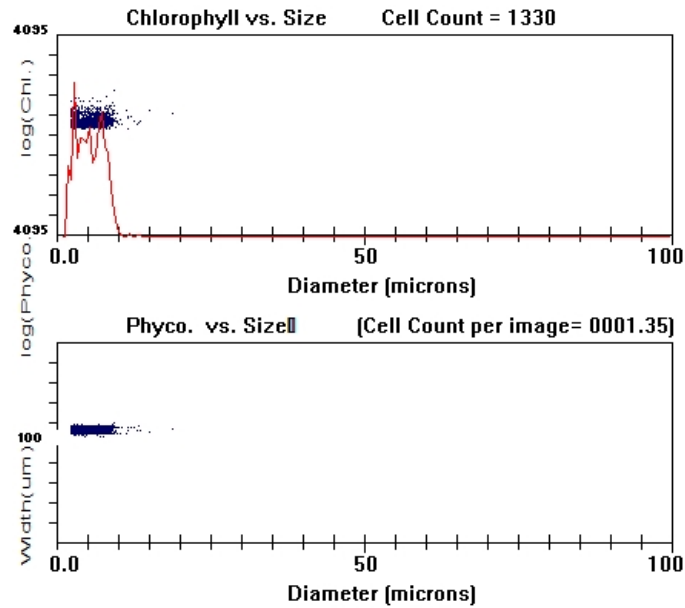 Chlorophyll vs. Size Cell Count = 1330
4095
log(Chl.)
4095
0.0 50 100
Diameter (microns)
log(Phyco.
Phyco. vs. Size (Cell Count per image= 0001.35)
100
Width(um)
0.0 50 100
Diameter (microns)